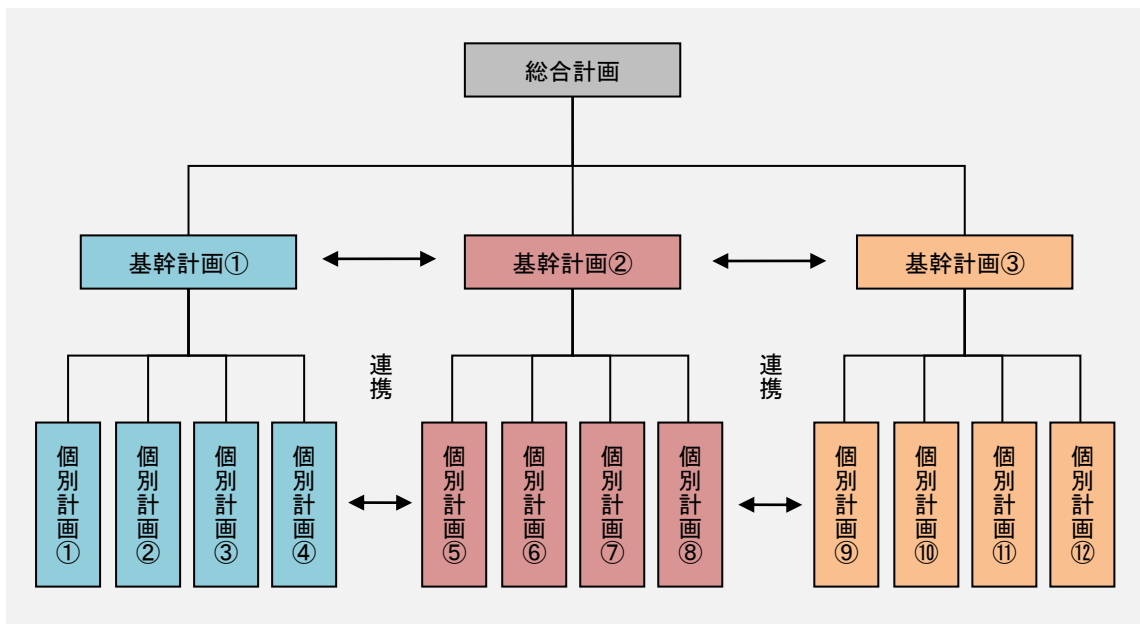 総合計画
基幹計画①
基幹計画②
基幹計画③
連携
連携
個別計画①
個別計画②
個別計画③
個別計画④
個別計画⑤
個別計画⑥
個別計画⑦
個別計画⑧
個別計画⑨
個別計画⑩
個別計画⑪
個別計画⑫